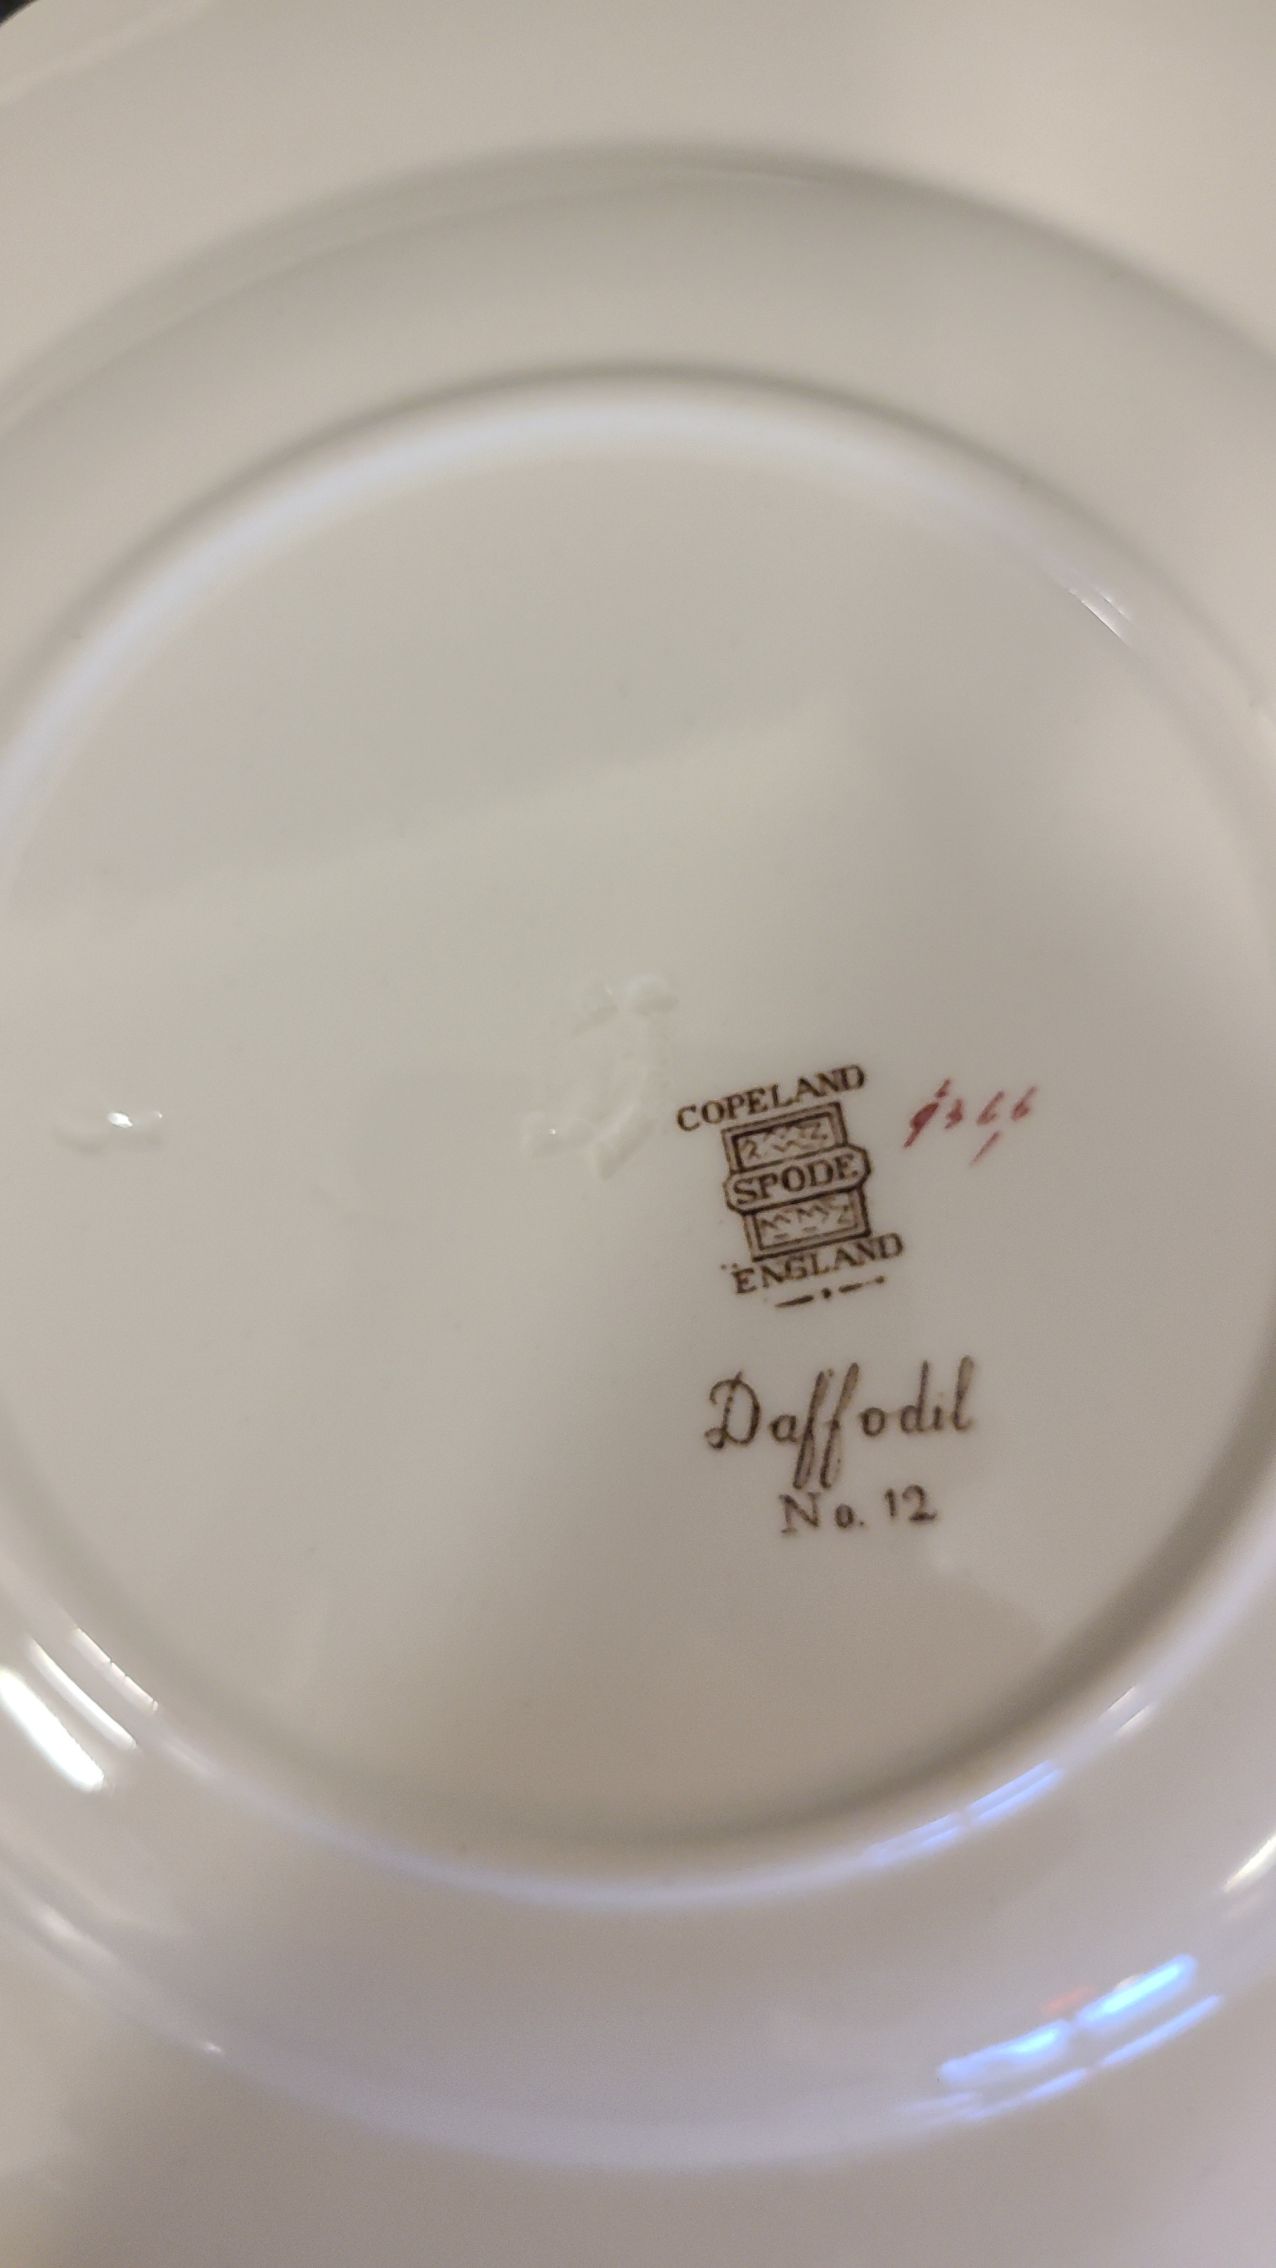 COPELAND
SPODE
ENGLAND
Daffodil
No. 12